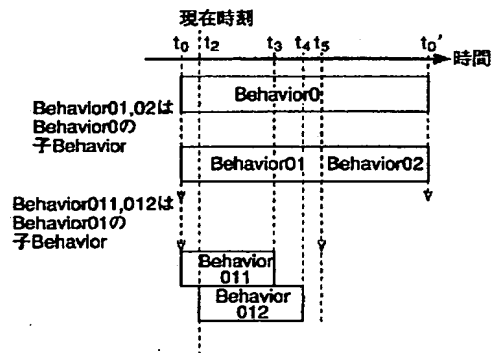 現在時刻
t0 t2 t3 t4 t5 t0'
時間
Behavior0
Behavior01,02は
Behavior0の
子Behavior
Behavior01 Behavior02
Behavior011,012は
Behavior01の
子Behavior
Behavior
011
Behavior
012